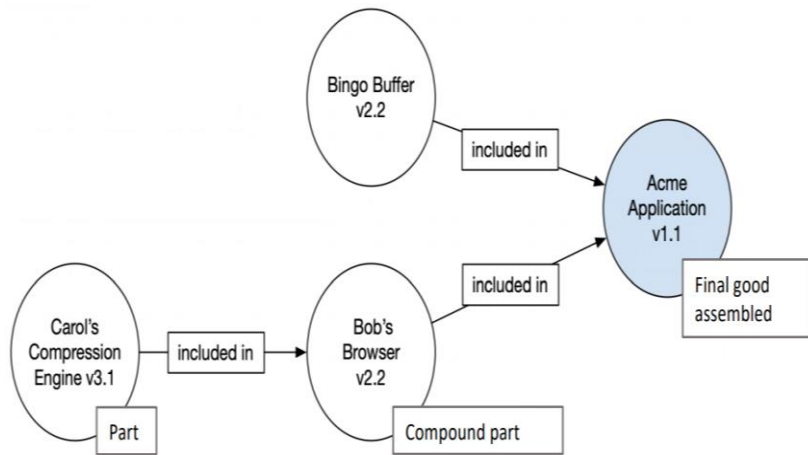 Bingo Buffer
v2.2
included in
Acme
Application
v1.1
included in
Final good
assembled
Carol's
Compression
Engine v3.1
included in
Bob's
Browser
v2.2
Part
Compound part